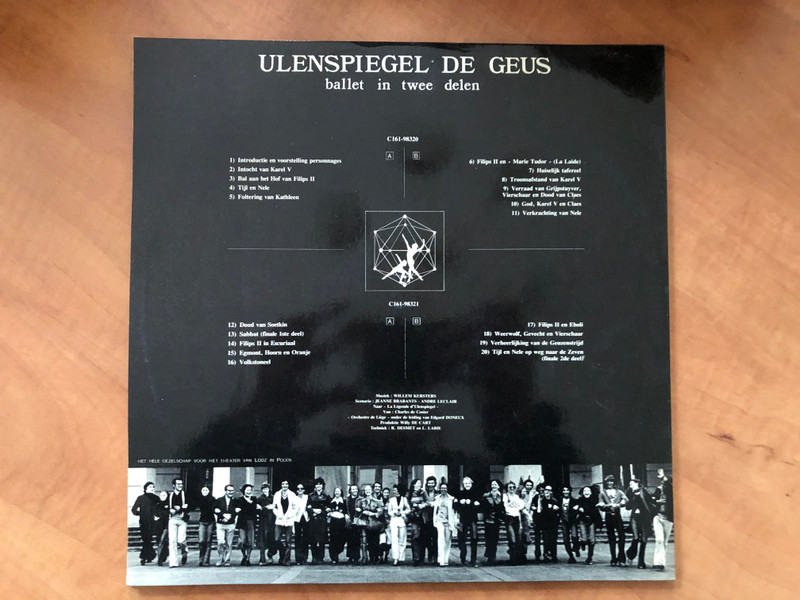 ULENSPIEGEL DE GEUS
ballet in twee delen
C161-98320
A B
1) Introductie en voorstelling personnages
2) Intocht van Karel V
3) Bal aan het Hof van Filips II
4) Tijl en Nele
5) Foltering van Kathleen
6) Filips II en « Marie Tudor » (La Laide)
7) Huiselijk tafereel
8) Troonsafstand van Karel V
9) Verraad van Grijpstuyver,
Vierschaar en Dood van Claes
10) God, Karel V en Claes
11) Verkrachting van Nele
C161-98321
A B
12) Dood van Soetkin
13) Sabbat (finale 1ste deel)
14) Filips II in Escuriaal
15) Egmont, Hoorn en Oranje
16) Volkstoneel
17) Filips II en Eboli
18) Weerwolf, Gevecht en Vierschaar
19) Verheerlijking van de Geuzenstrijd
20) Tijl en Nele op weg naar de Zeven
(finale 2de deel)
Muziek : WILLEM KERSTERS
Scenario : JEANNE BRABANTS - ANDRE LECLAIR
Naar « La Légende d'Ulenspiegel »
Van : Charles de Coster
« Orchestre de Liège » onder de leiding van Edgard DONEUX
Produktie Willy DE CART
Techniek : R. DESMET en L. LABIE
HET HELE GEZELSCHAP VOOR HET THEATER VAN LODZ IN POLEN